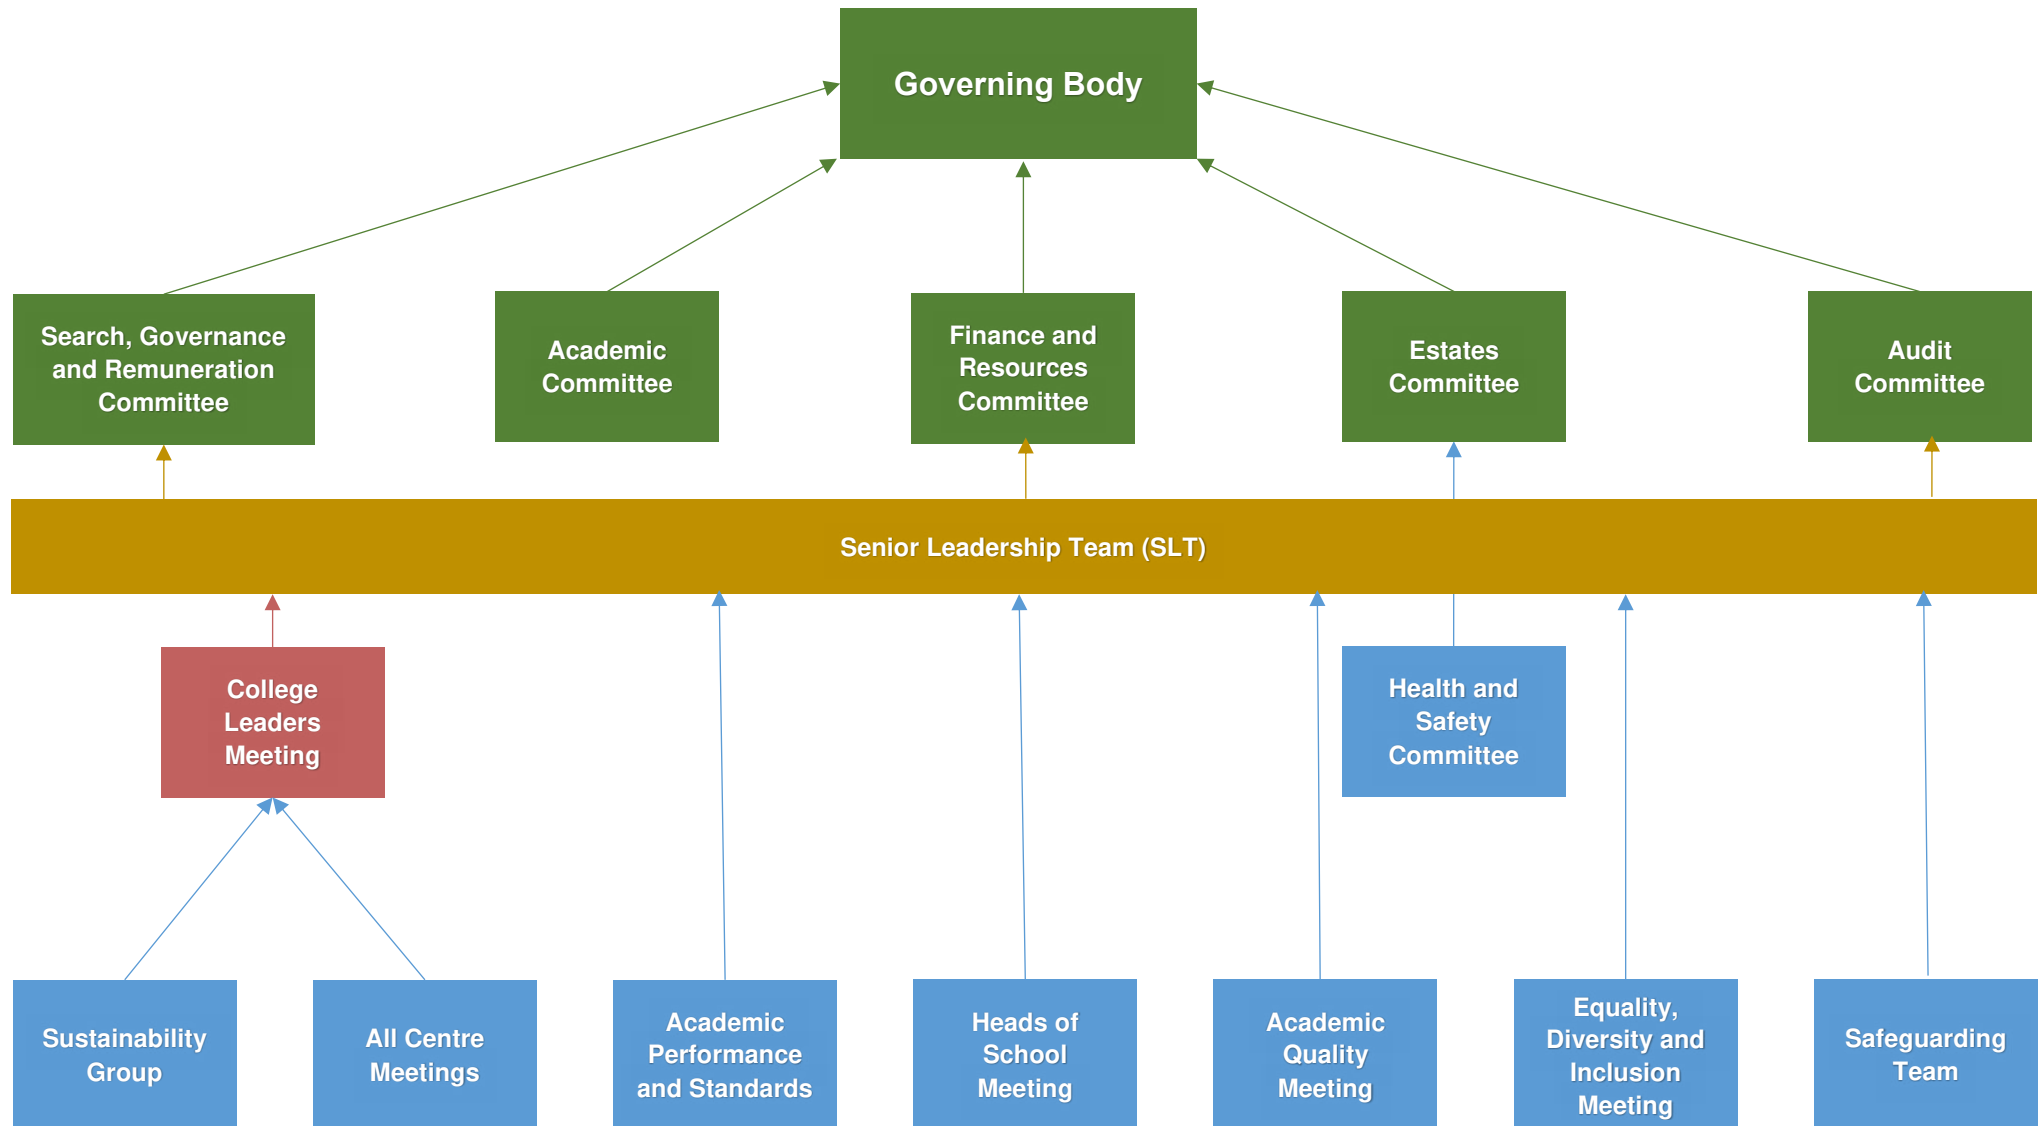 Governing Body
Search, Governance
and Remuneration
Committee
Academic
Committee
Finance and
Resources
Committee
Estates
Committee
Audit
Committee
Senior Leadership Team (SLT)
College
Leaders
Meeting
Health and
Safety
Committee
Sustainability
Group
All Centre
Meetings
Academic
Performance
and Standards
Heads of
School
Meeting
Academic
Quality
Meeting
Equality,
Diversity and
Inclusion
Meeting
Safeguarding
Team